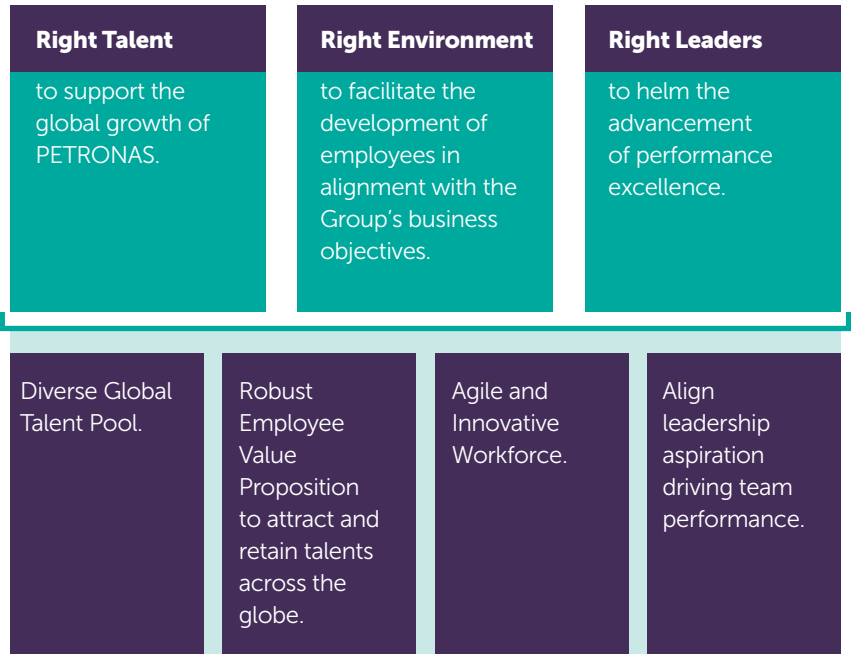 Right Talent
to support the
global growth of
PETRONAS.
Right Environment
to facilitate the
development of
employees in
alignment with the
Group’s business
objectives.
Right Leaders
to helm the
advancement
of performance
excellence.
Diverse Global
Talent Pool.
Robust
Employee
Value
Proposition
to attract and
retain talents
across the
globe.
Agile and
Innovative
Workforce.
Align
leadership
aspiration
driving team
performance.